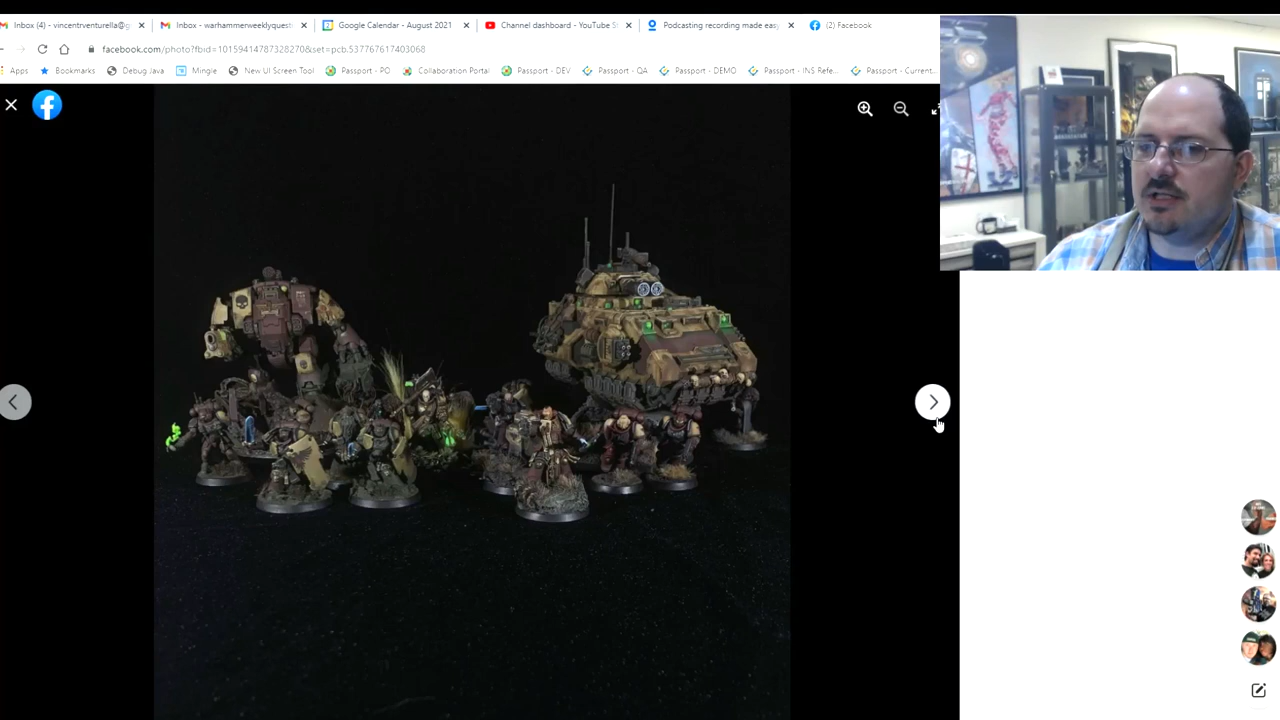 Inbox (4) - vincentrventurella@g
Inbox - warhammerweeklyquest
Google Calendar - August 2021
Channel dashboard - YouTube S
Podcasting recording made easy
(2) Facebook
facebook.com/photo?fbid=10159414787328270&set=pcb.537767617403068
Apps
Bookmarks
Debug Java
Mingle
New UI Screen Tool
Passport - PO
Collaboration Portal
Passport - DEV
Passport - QA
Passport - DEMO
Passport - INS Refe...
Passport - Current...